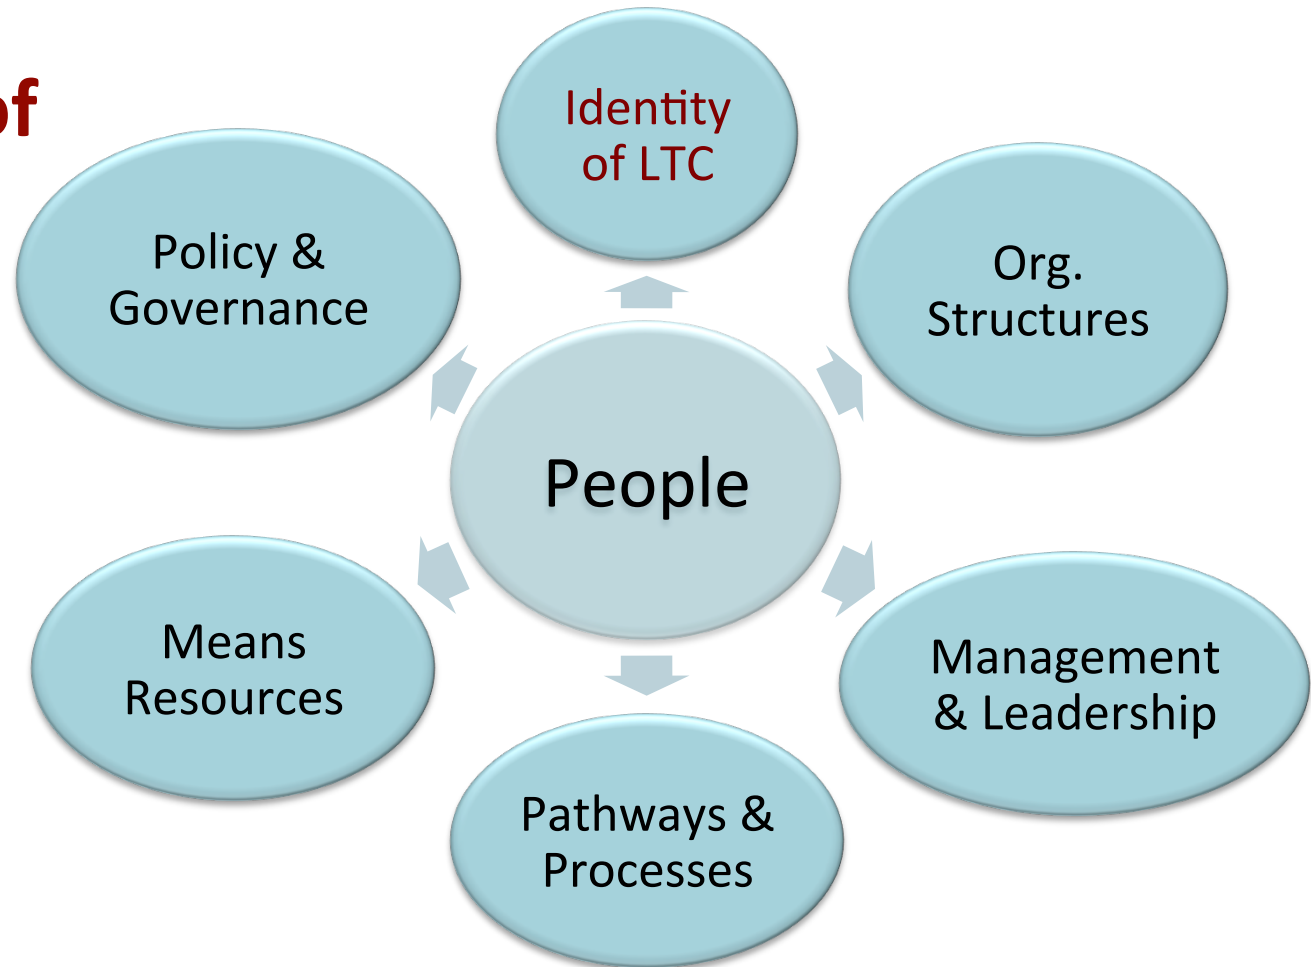 of
Identity
of LTC
Policy &
Governance
Org.
Structures
People
Means
Resources
Management
& Leadership
Pathways &
Processes